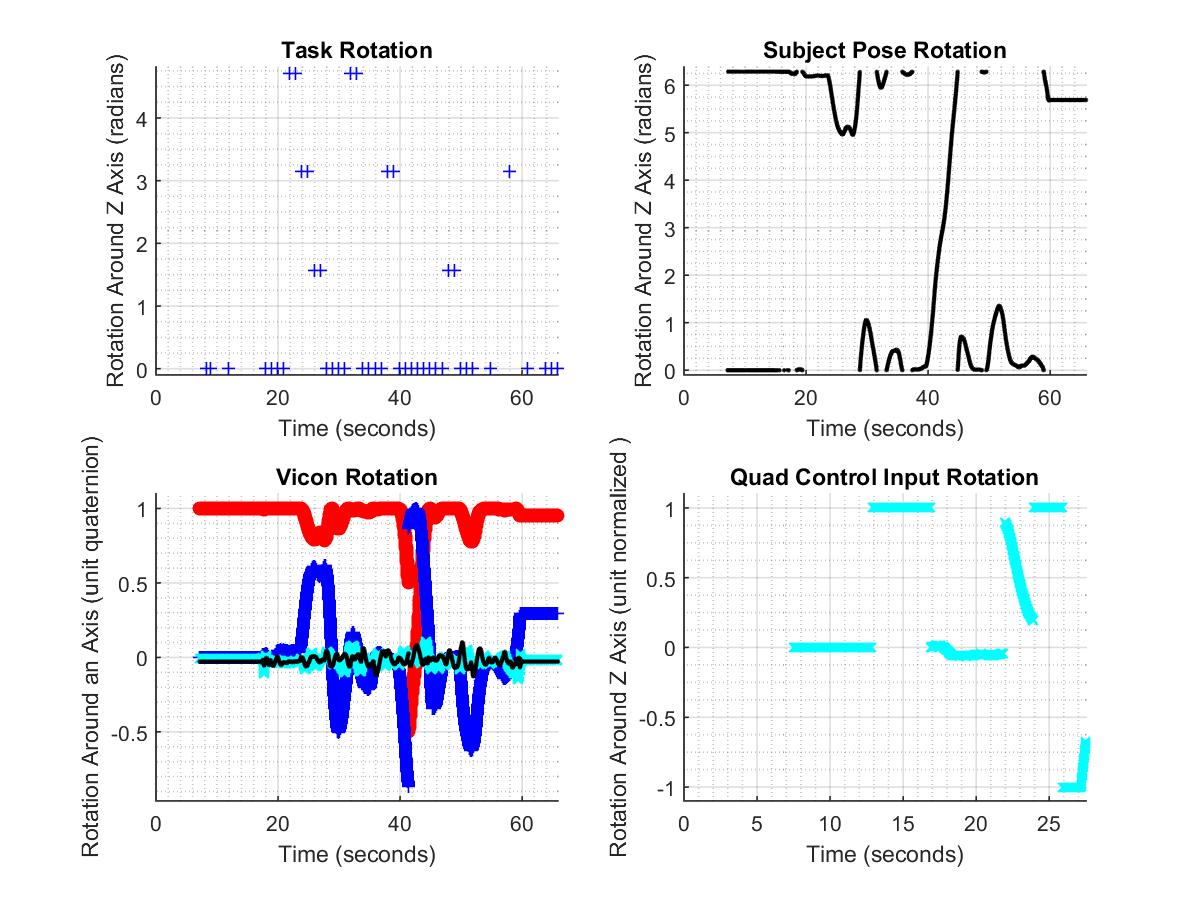 Task Rotation
Rotation Around Z Axis (radians)
4
3
2
1
0
0 20 40 60
Time (seconds)
Subject Pose Rotation
Rotation Around Z Axis (radians)
6
5
4
3
2
1
0
0 20 40 60
Time (seconds)
Vicon Rotation
Rotation Around an Axis (unit quaternion)
1
0.5
0
-0.5
0 20 40 60
Time (seconds)
Quad Control Input Rotation
Rotation Around Z Axis (unit normalized )
1
0.5
0
-0.5
-1
0 5 10 15 20 25
Time (seconds)